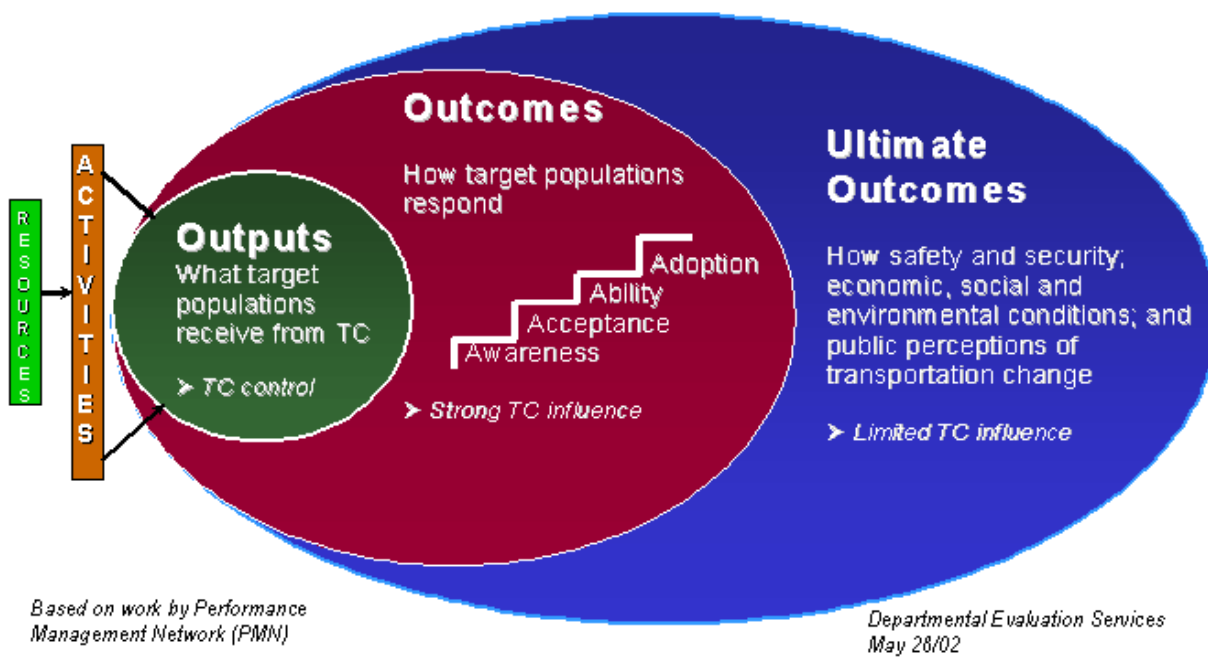 RESOURCES
ACTIVITIES
Outputs
What target
populations
receive from TC
➤ TC control
Outcomes
How target populations
respond
Adoption
Ability
Acceptance
Awareness
➤ Strong TC influence
Ultimate
Outcomes
How safety and security;
economic, social and
environmental conditions; and
public perceptions of
transportation change
➤ Limited TC influence
Based on work by Performance
Management Network (PMN)
Departmental Evaluation Services
May 28/02